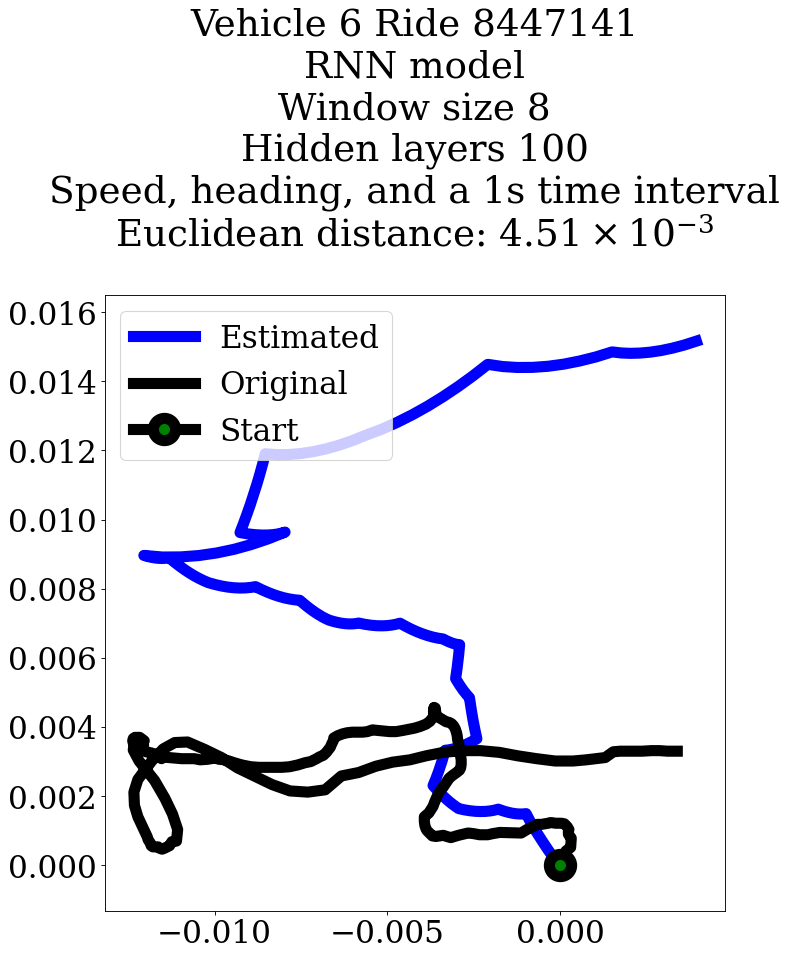 Vehicle 6 Ride 8447141
RNN model
Window size 8
Hidden layers 100
Speed, heading, and a 1s time interval
Euclidean distance: 4.51 × 10⁻³
0.016
0.014
0.012
0.010
0.008
0.006
0.004
0.002
0.000
Estimated
Original
Start
−0.010
−0.005
0.000